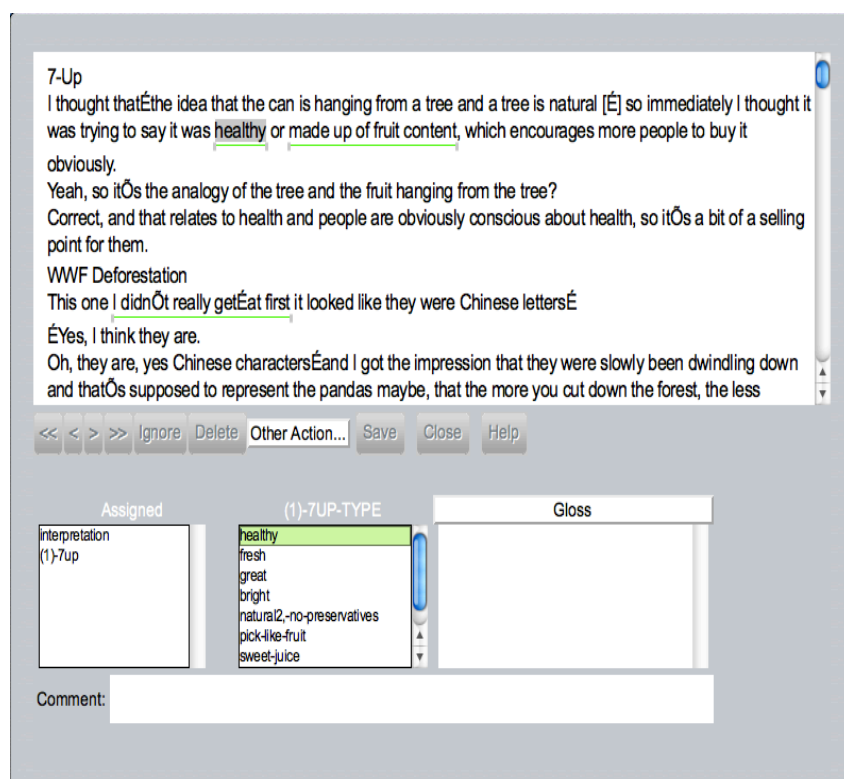 7-Up
I thought thatÉthe idea that the can is hanging from a tree and a tree is natural [É] so immediately I thought it
was trying to say it was healthy or made up of fruit content, which encourages more people to buy it
obviously.
Yeah, so itÕs the analogy of the tree and the fruit hanging from the tree?
Correct, and that relates to health and people are obviously conscious about health, so itÕs a bit of a selling
point for them.
WWF Deforestation
This one I didnÕt really getÉat first it looked like they were Chinese lettersÉ
ÉYes, I think they are.
Oh, they are, yes Chinese charactersÉand I got the impression that they were slowly been dwindling down
and thatÕs supposed to represent the pandas maybe, that the more you cut down the forest, the less
<< < > >> Ignore Delete Other Action... Save Close Help
Assigned (1)-7UP-TYPE Gloss
interpretation healthy
(1)-7up fresh
great
bright
natural2,-no-preservatives
pick-like-fruit
sweet-juice
Comment: